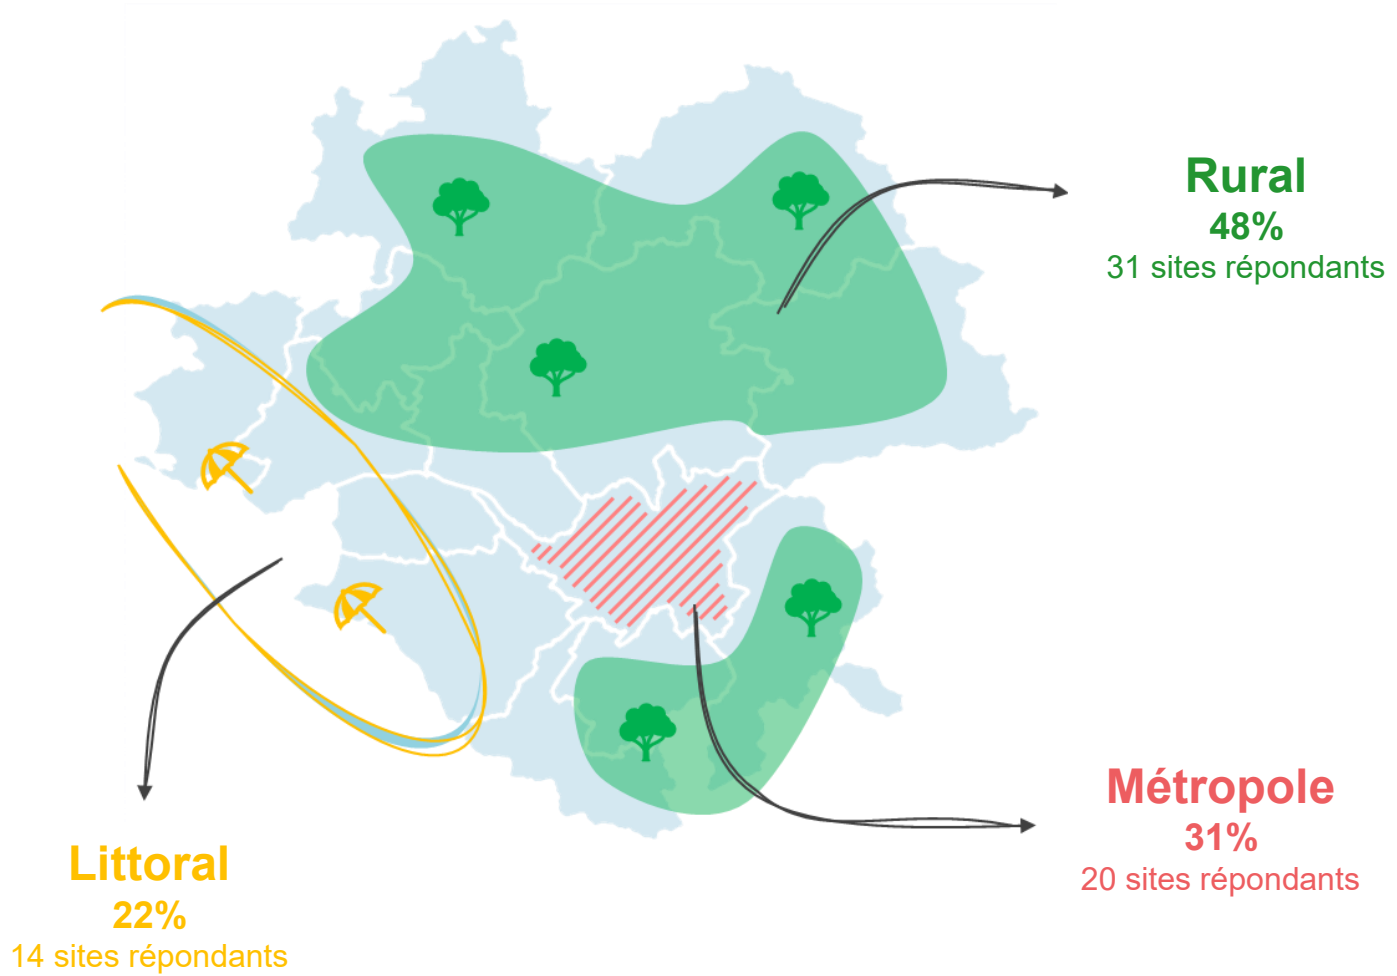 Rural
48%
31 sites répondants
Métropole
31%
20 sites répondants
Littoral
22%
14 sites répondants